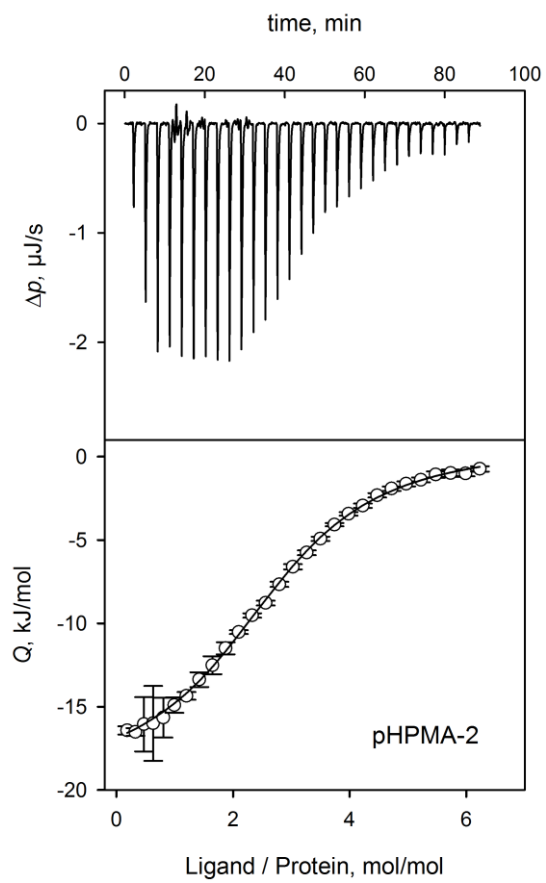 time, min
0 20 40 60 80 100
0
-1
-2
Δp, µJ/s
0
-5
-10
-15
-20
Q, kJ/mol
pHPMA-2
0 2 4 6
Ligand / Protein, mol/mol